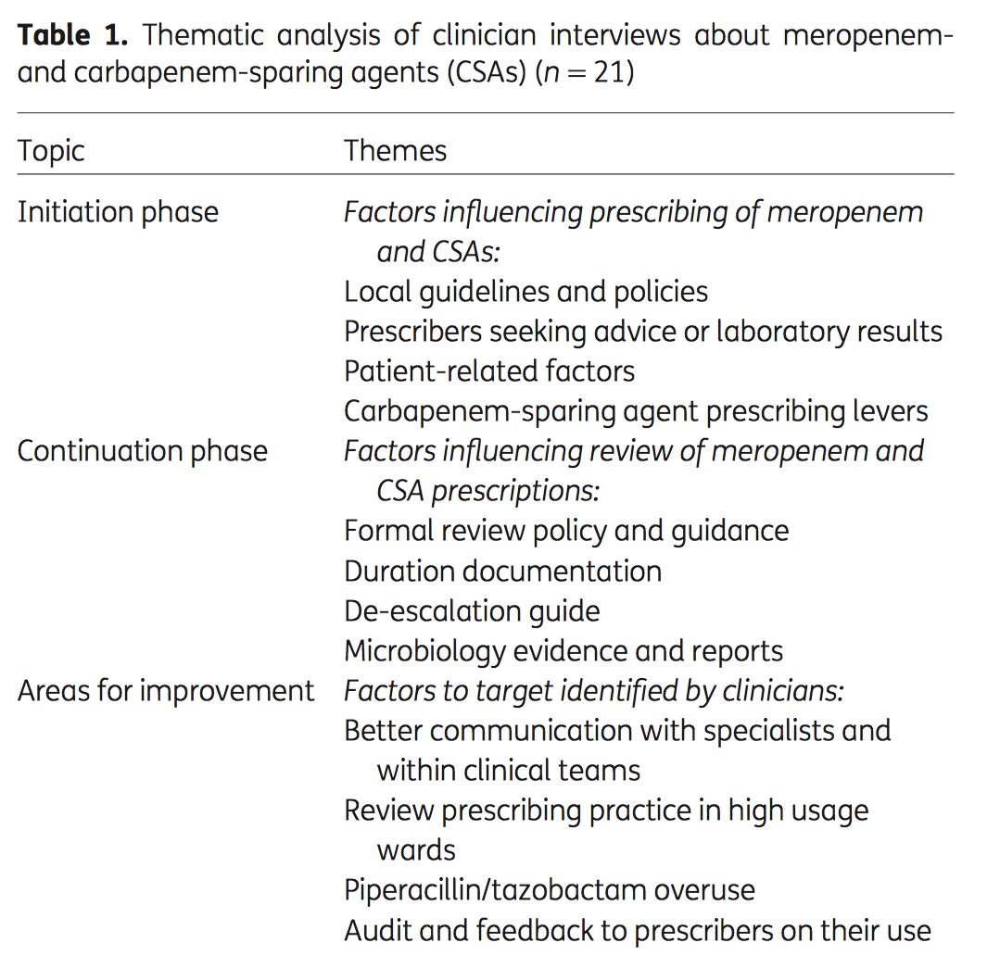 Table 1. Thematic analysis of clinician interviews about meropenem-
and carbapenem-sparing agents (CSAs) (n = 21)
Topic Themes
Initiation phase Factors influencing prescribing of meropenem
and CSAs:
Local guidelines and policies
Prescribers seeking advice or laboratory results
Patient-related factors
Carbapenem-sparing agent prescribing levers
Continuation phase Factors influencing review of meropenem and
CSA prescriptions:
Formal review policy and guidance
Duration documentation
De-escalation guide
Microbiology evidence and reports
Areas for improvement Factors to target identified by clinicians:
Better communication with specialists and
within clinical teams
Review prescribing practice in high usage
wards
Piperacillin/tazobactam overuse
Audit and feedback to prescribers on their use